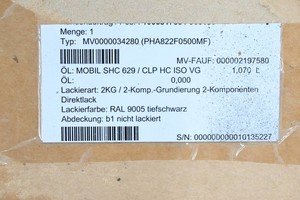 Menge: 1
Typ: MV0000034280 (PHA822F0500MF)
MV-FAUF: 000002197580
ÖL: MOBIL SHC 629 / CLP HC ISO VG 1,070 L
ÖL: 0,000
Lackierart: 2KG / 2-Komp.-Grundierung 2-Komponenten
Direktlack
Lackierfarbe: RAL 9005 tiefschwarz
Abdeckung: b1 nicht lackiert
S/N: 000000000010135227